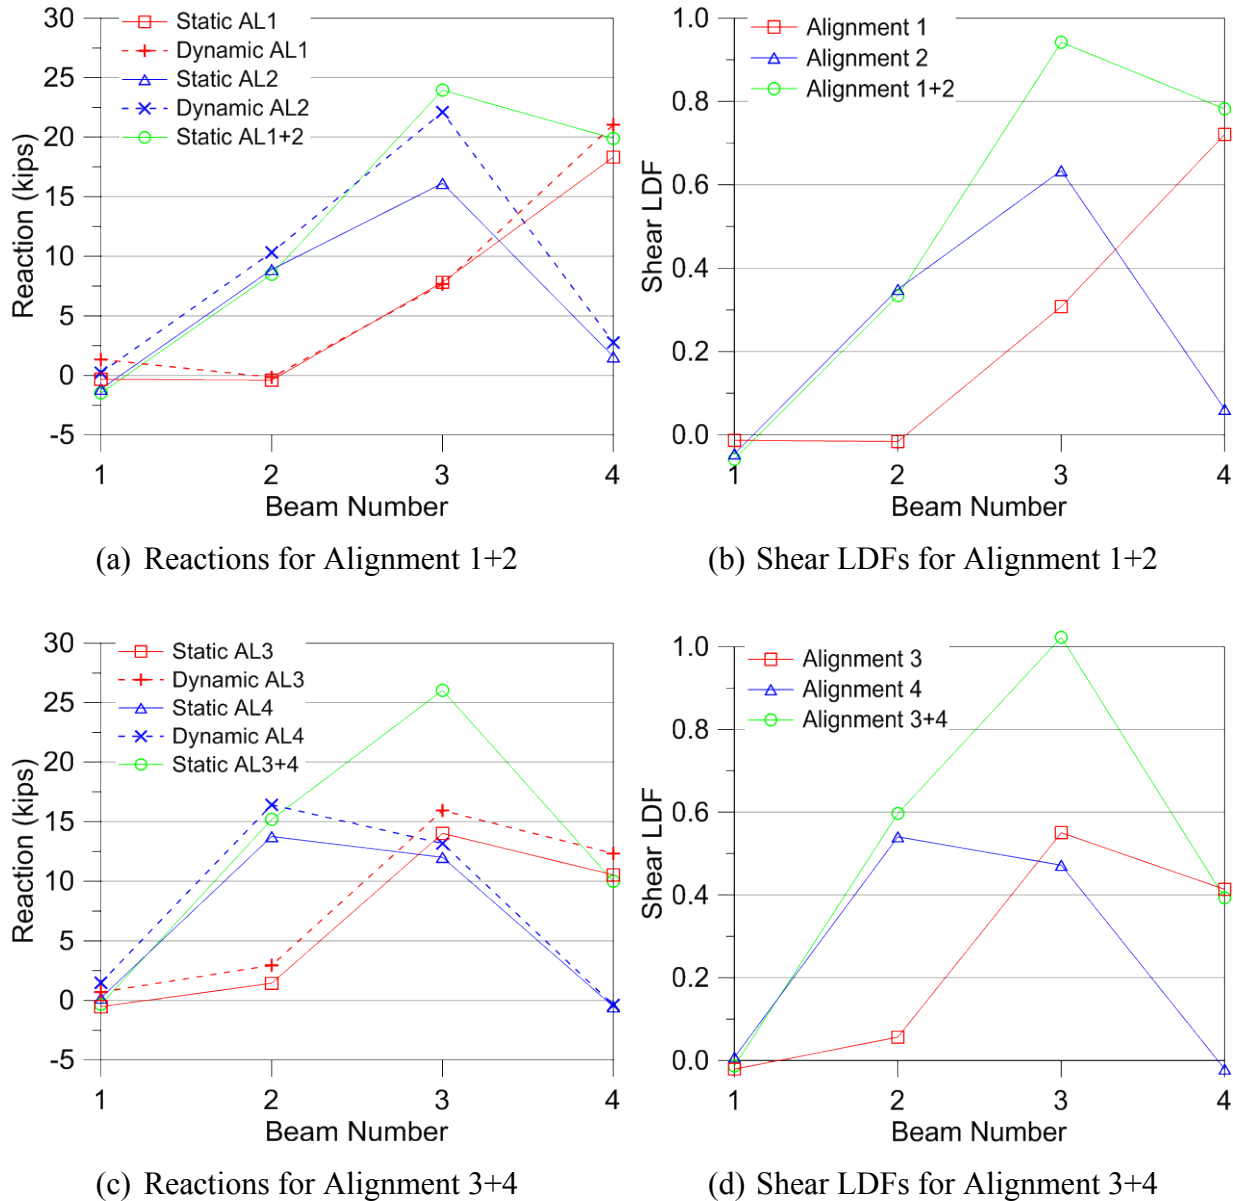 30
25
20
15
10
5
0
-5
Reaction (kips)
Static AL1
Dynamic AL1
Static AL2
Dynamic AL2
Static AL1+2
1 2 3 4
Beam Number
(a) Reactions for Alignment 1+2
1.0
0.8
0.6
0.4
0.2
0.0
Shear LDF
Alignment 1
Alignment 2
Alignment 1+2
1 2 3 4
Beam Number
(b) Shear LDFs for Alignment 1+2
30
25
20
15
10
5
0
-5
Reaction (kips)
Static AL3
Dynamic AL3
Static AL4
Dynamic AL4
Static AL3+4
1 2 3 4
Beam Number
(c) Reactions for Alignment 3+4
1.0
0.8
0.6
0.4
0.2
0.0
Shear LDF
Alignment 3
Alignment 4
Alignment 3+4
1 2 3 4
Beam Number
(d) Shear LDFs for Alignment 3+4